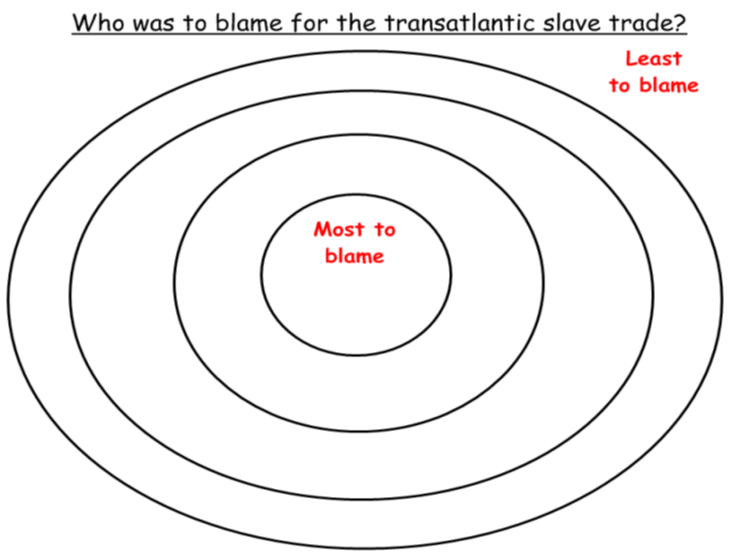 Who was to blame for the transatlantic slave trade?
Least
to blame
Most to
blame